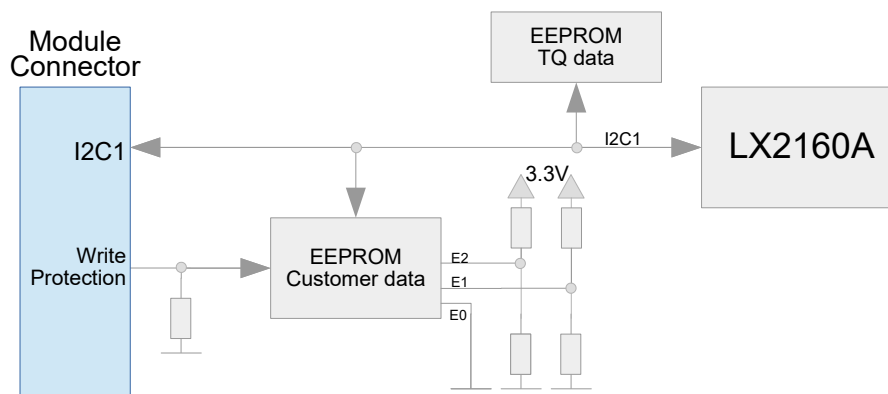 Module
Connector
EEPROM
TQ data
I2C1
I2C1
LX2160A
3.3V
Write
Protection
EEPROM
Customer data
E2
E1
E0